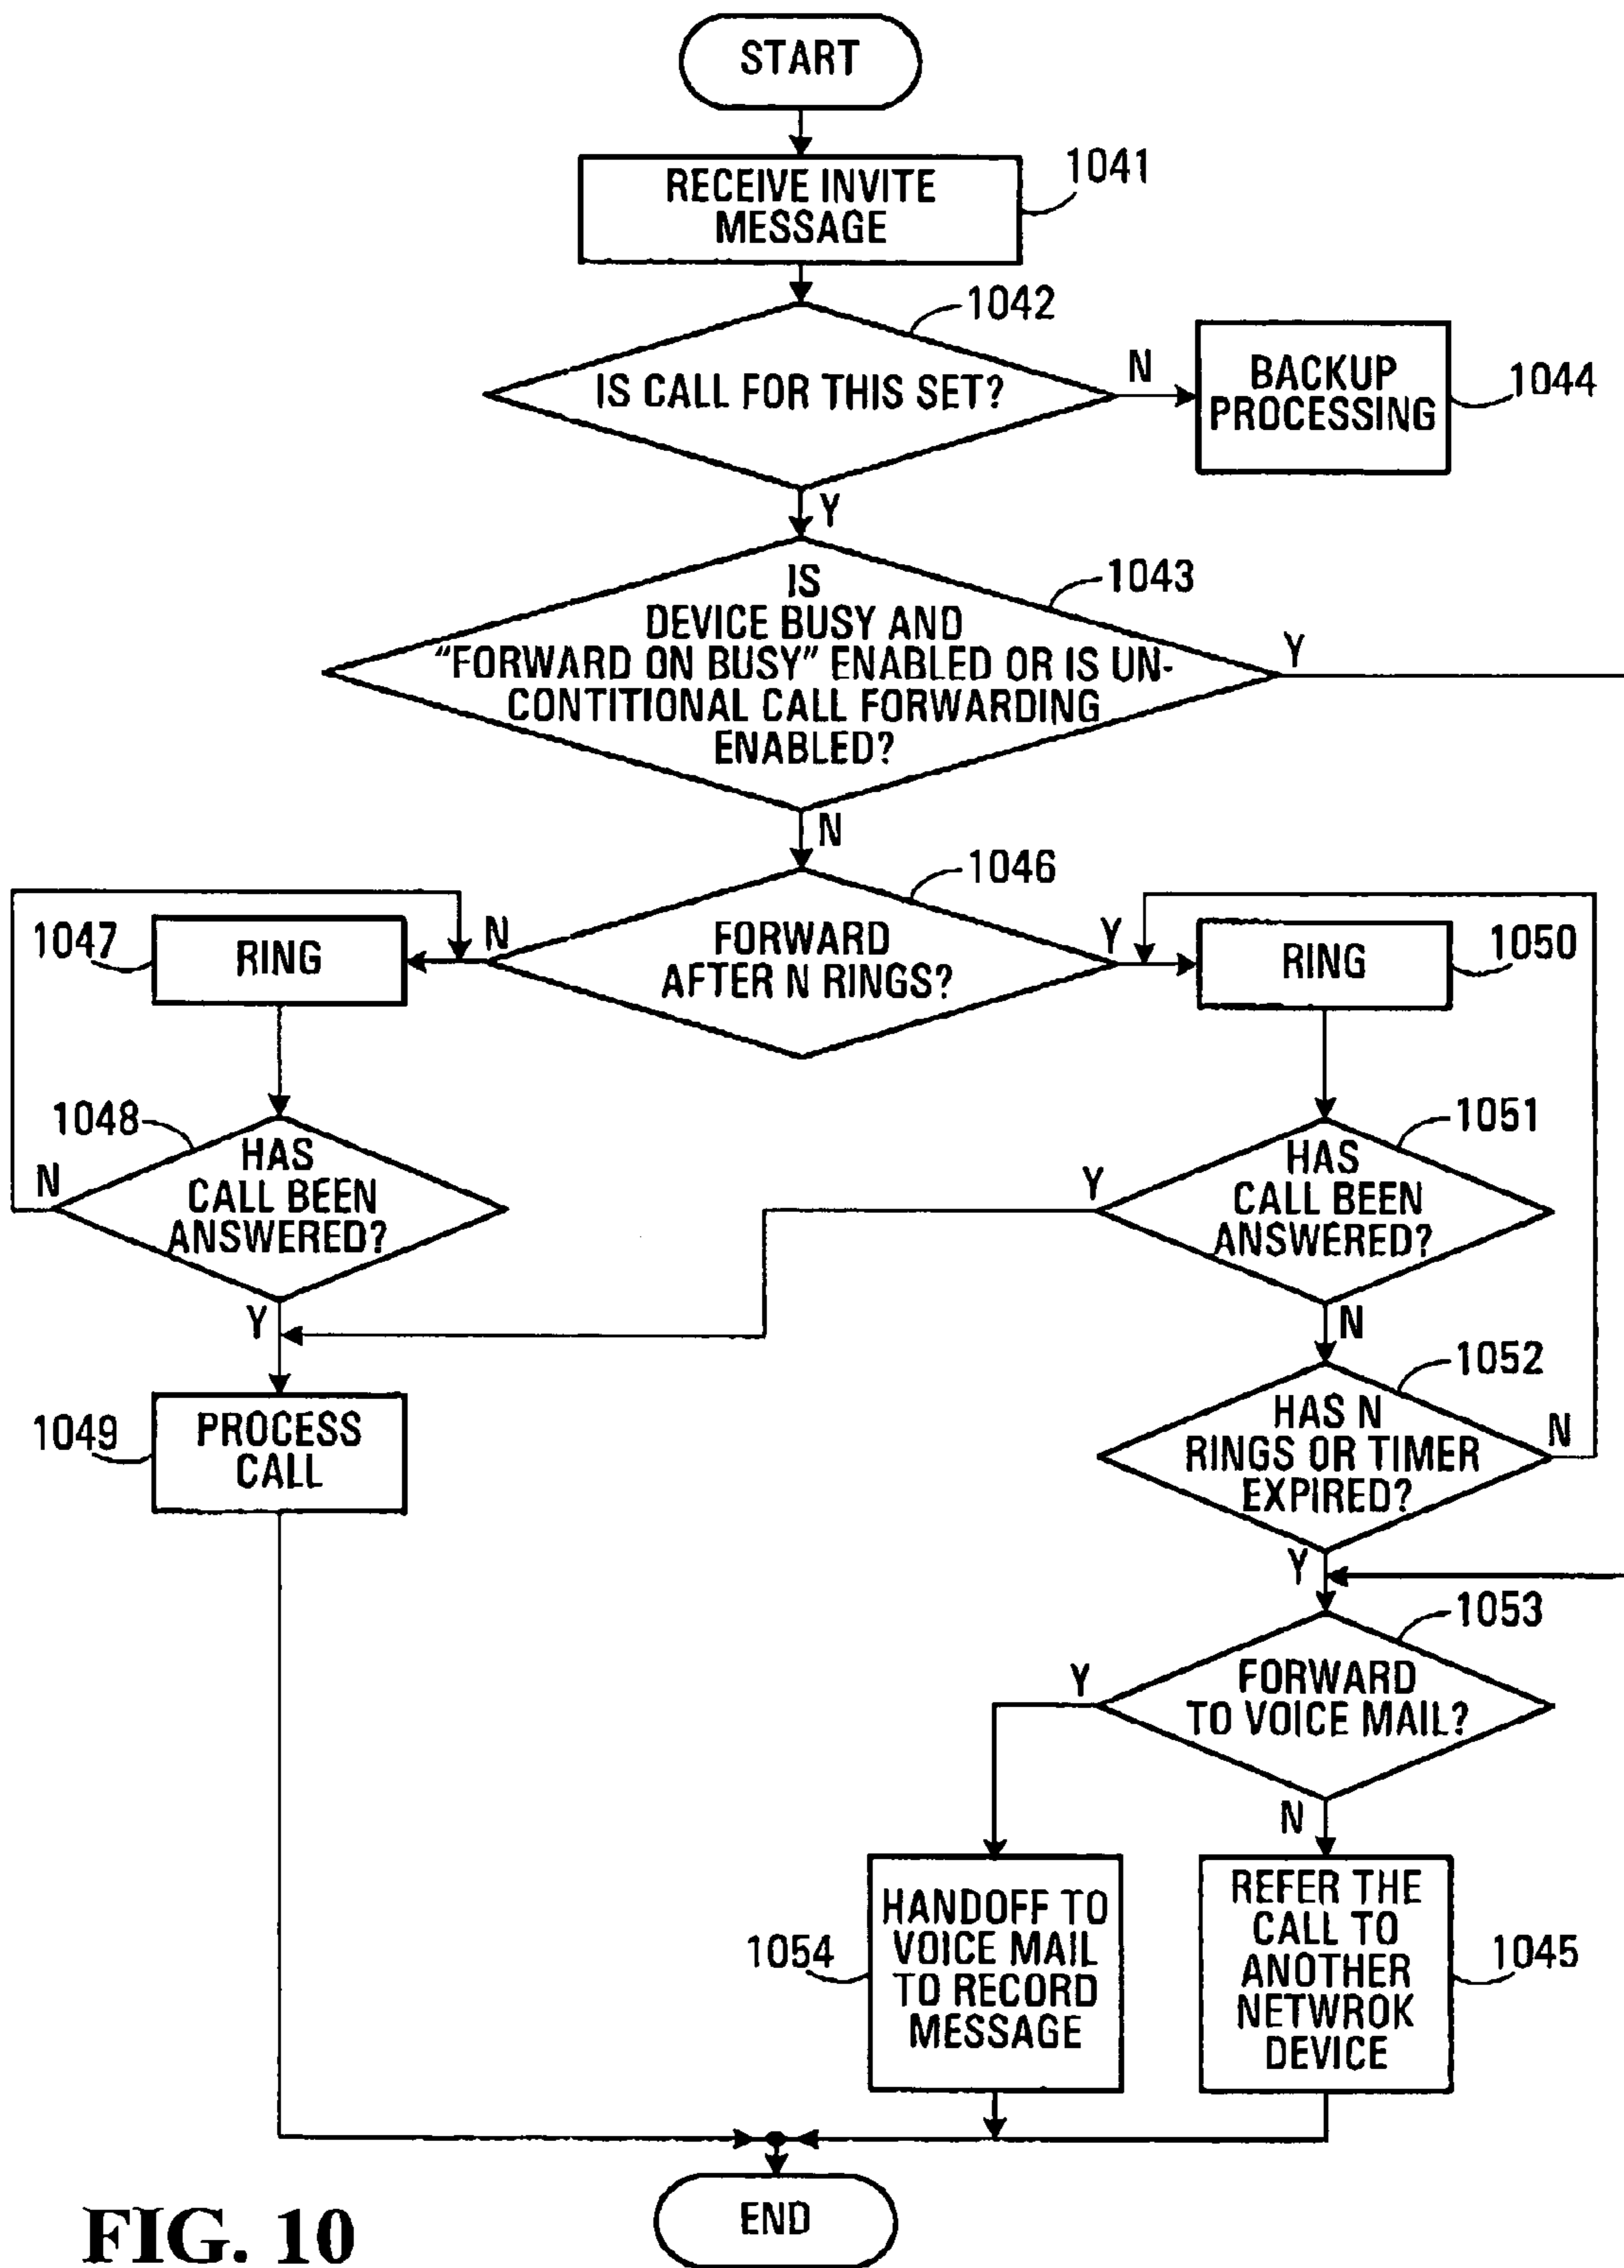 START
RECEIVE INVITE
MESSAGE
1041
1042
IS CALL FOR THIS SET?
N
BACKUP
PROCESSING
1044
Y
1043
IS
DEVICE BUSY AND
"FORWARD ON BUSY" ENABLED OR IS UN-
CONTITIONAL CALL FORWARDING
ENABLED?
Y
N
1046
FORWARD
AFTER N RINGS?
N
Y
1047
RING
RING
1050
1048
HAS
CALL BEEN
ANSWERED?
N
Y
1051
HAS
CALL BEEN
ANSWERED?
Y
N
1049
PROCESS
CALL
1052
HAS N
RINGS OR TIMER
EXPIRED?
N
Y
1053
FORWARD
TO VOICE MAIL?
Y
N
1054
HANDOFF TO
VOICE MAIL
TO RECORD
MESSAGE
REFER THE
CALL TO
ANOTHER
NETWROK
DEVICE
1045
END
FIG. 10